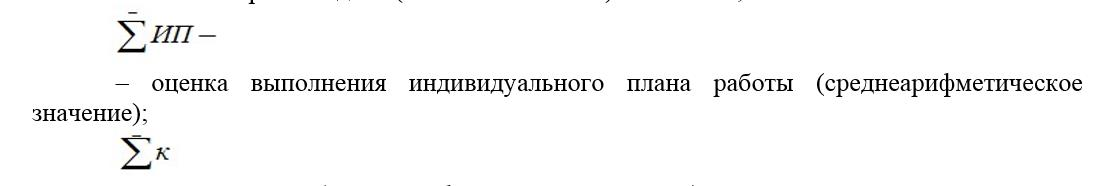 ∑̅ ИП –
– оценка выполнения индивидуального плана работы (среднеарифметическое
значение);
∑̅ к